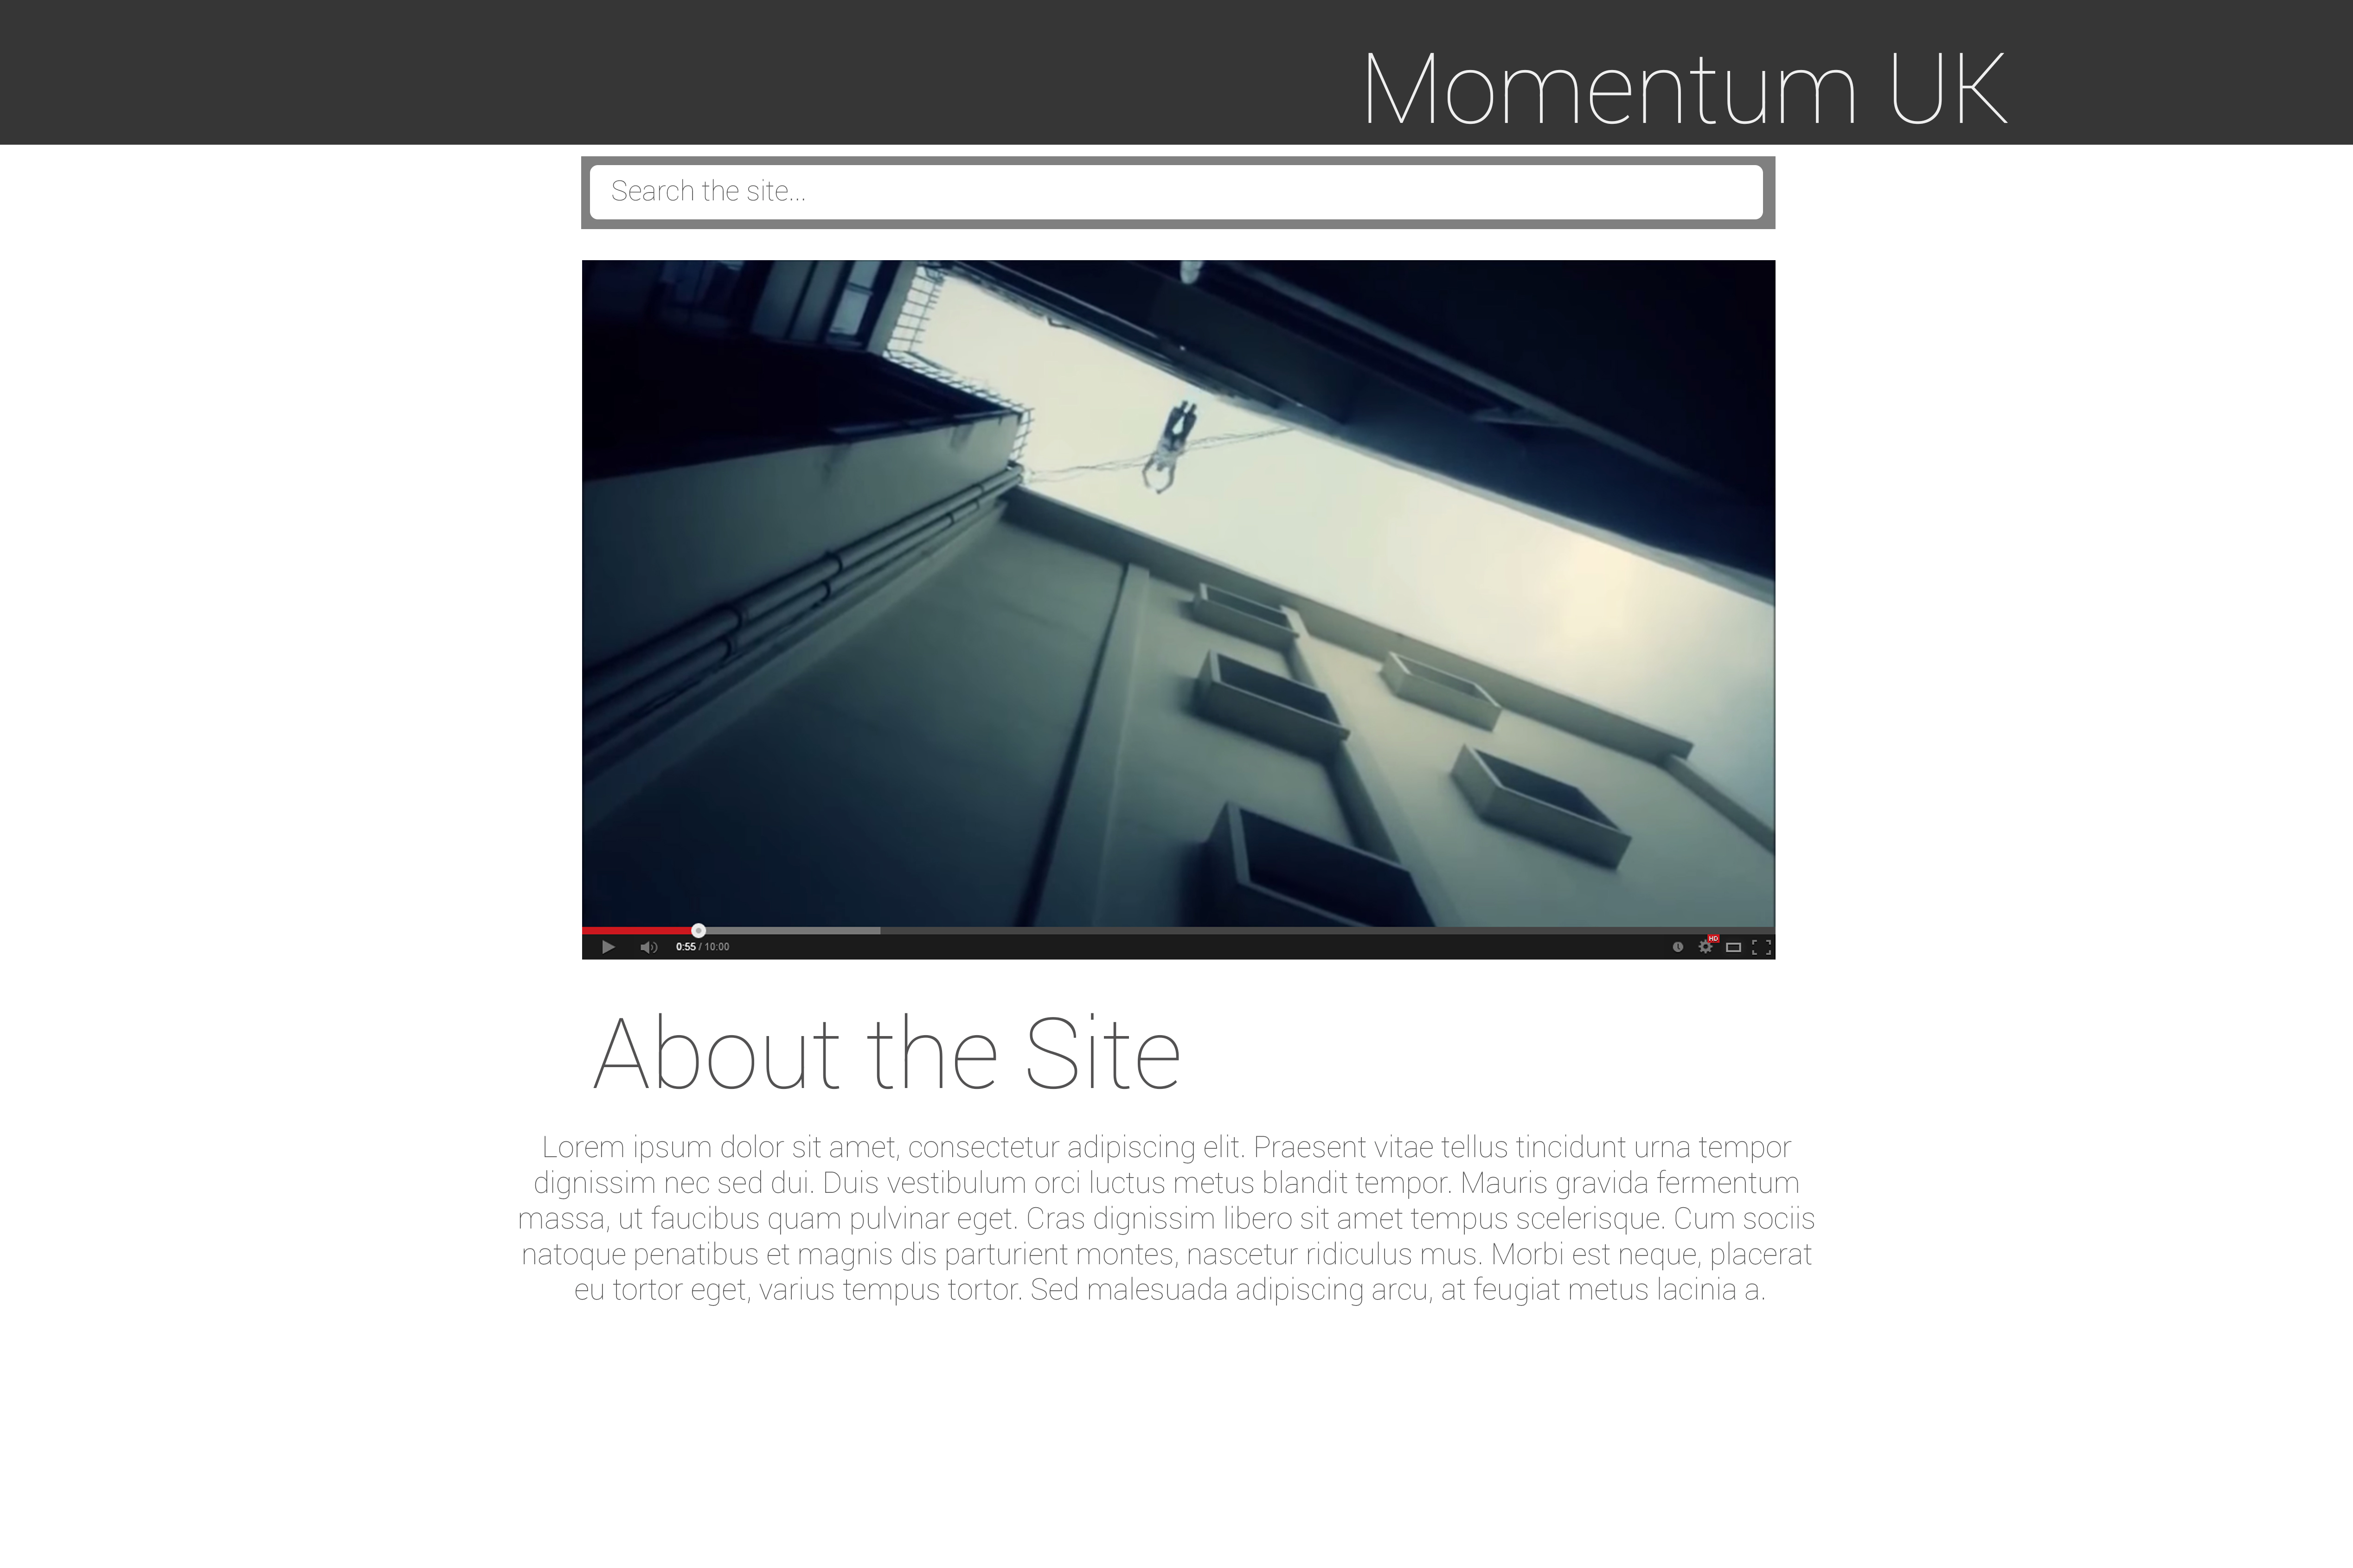 Momentum UK
Search the site...
0:55 / 10:00
HD
About the Site
Lorem ipsum dolor sit amet, consectetur adipiscing elit. Praesent vitae tellus tincidunt urna tempor
dignissim nec sed dui. Duis vestibulum orci luctus metus blandit tempor. Mauris gravida fermentum
massa, ut faucibus quam pulvinar eget. Cras dignissim libero sit amet tempus scelerisque. Cum sociis
natoque penatibus et magnis dis parturient montes, nascetur ridiculus mus. Morbi est neque, placerat
eu tortor eget, varius tempus tortor. Sed malesuada adipiscing arcu, at feugiat metus lacinia a.